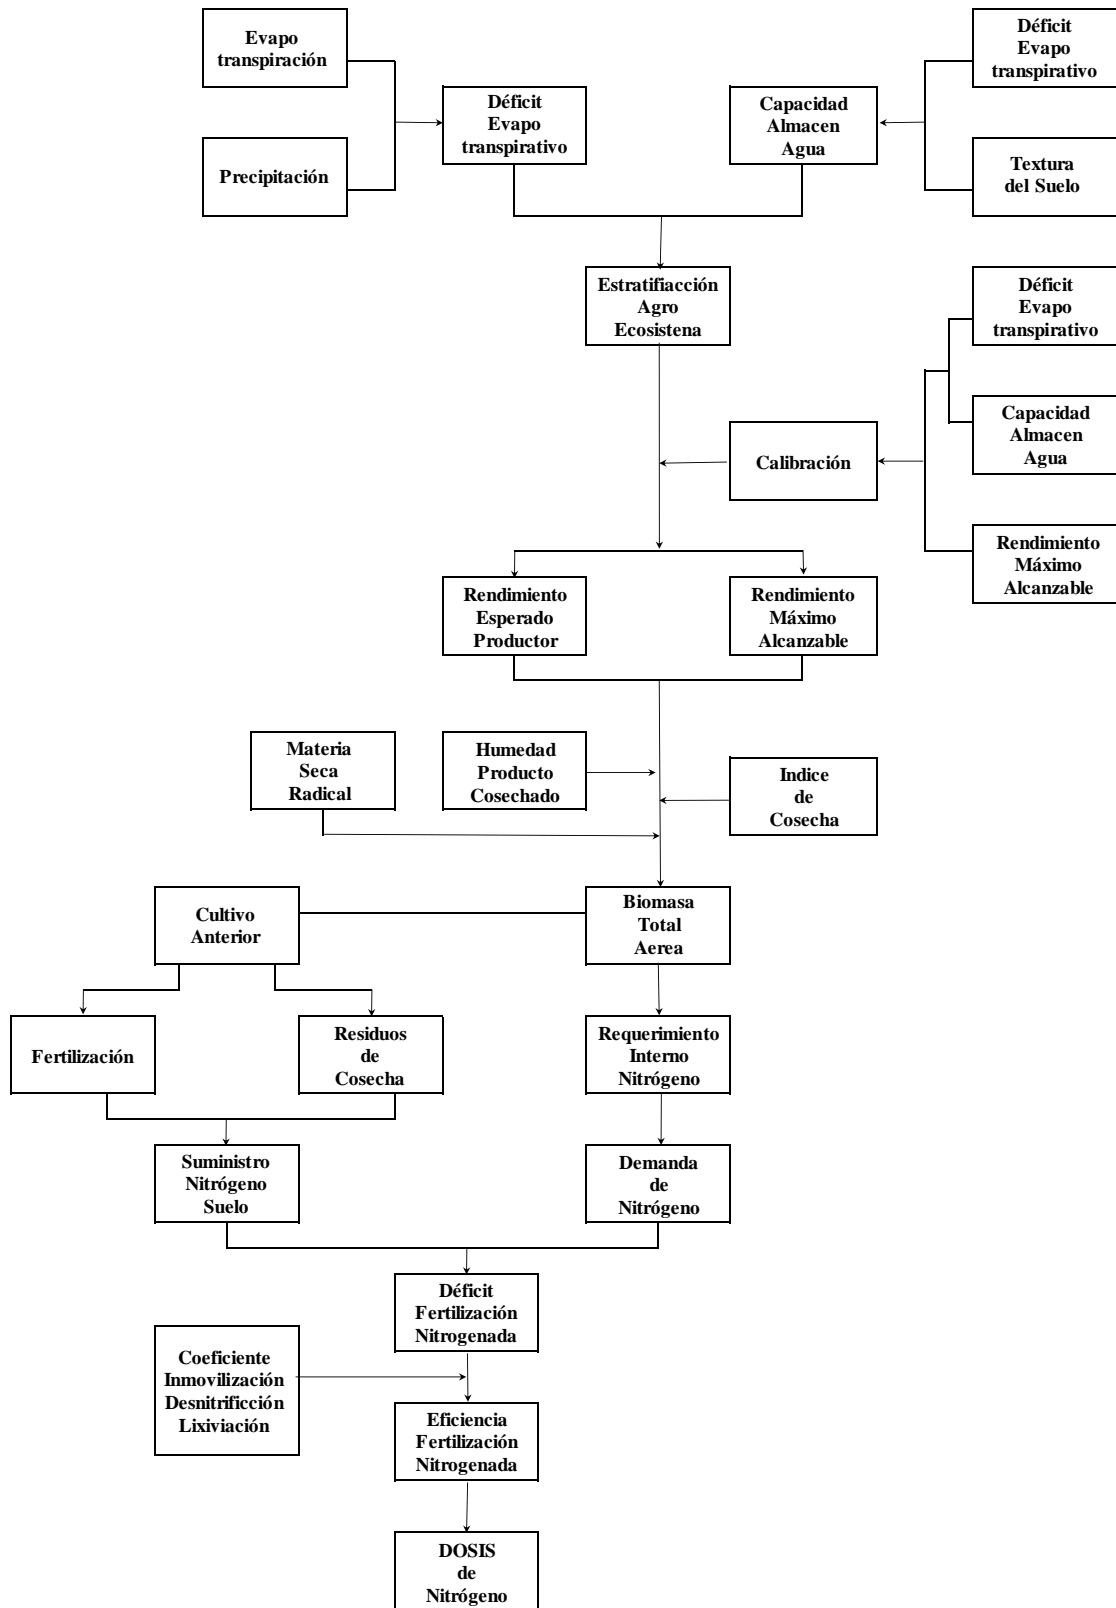 Evapo
transpiración
Precipitación
Déficit
Evapo
transpirativo
Capacidad
Almacen
Agua
Déficit
Evapo
transpirativo
Textura
del Suelo
Estratifiacción
Agro
Ecosistena
Déficit
Evapo
transpirativo
Capacidad
Almacen
Agua
Calibración
Rendimiento
Máximo
Alcanzable
Rendimiento
Esperado
Productor
Rendimiento
Máximo
Alcanzable
Materia
Seca
Radical
Humedad
Producto
Cosechado
Indice
de
Cosecha
Cultivo
Anterior
Biomasa
Total
Aerea
Fertilización
Residuos
de
Cosecha
Requerimiento
Interno
Nitrógeno
Suministro
Nitrógeno
Suelo
Demanda
de
Nitrógeno
Déficit
Fertilización
Nitrogenada
Coeficiente
Inmovilización
Desnitrificción
Lixiviación
Eficiencia
Fertilización
Nitrogenada
DOSIS
de
Nitrógeno